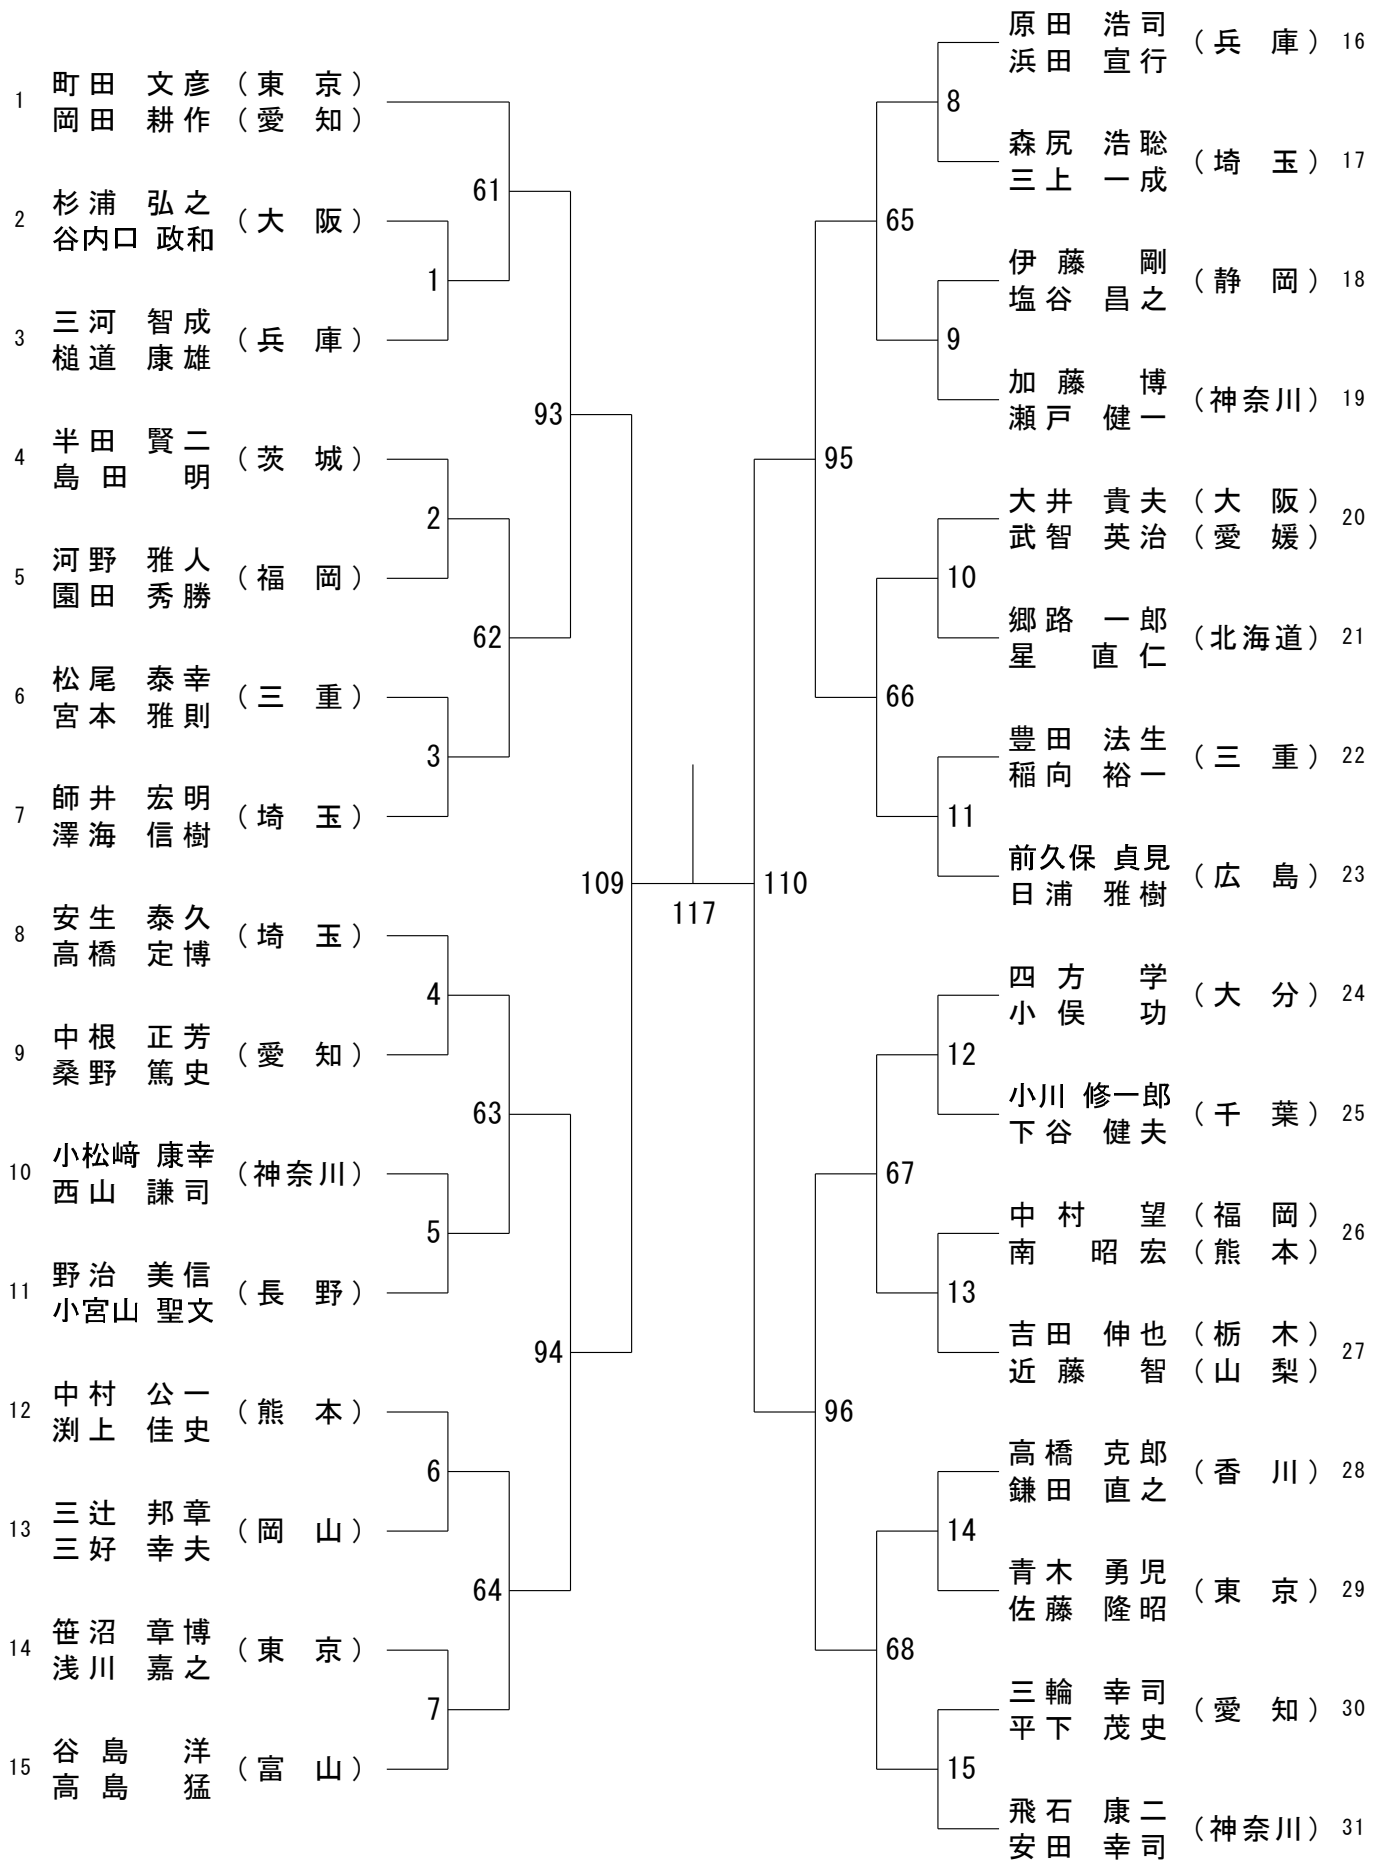 1 町田 文彦 (東京)
岡田 耕作 (愛知)
2 杉浦 弘之 (大阪)
谷内口 政和
3 三河 智成 (兵庫)
槌道 康雄
4 半田 賢二 (茨城)
島田 明
5 河野 雅人 (福岡)
園田 秀勝
6 松尾 泰幸 (三重)
宮本 雅則
7 師井 宏明 (埼玉)
澤海 信樹
8 安生 泰久 (埼玉)
高橋 定博
9 中根 正芳 (愛知)
桑野 篤史
10 小松﨑 康幸 (神奈川)
西山 謙司
11 野治 美信 (長野)
小宮山 聖文
12 中村 公一 (熊本)
渕上 佳史
13 三辻 邦章 (岡山)
三好 幸夫
14 笹沼 章博 (東京)
浅川 嘉之
15 谷島 洋 (富山)
高島 猛
61
1
93
2
62
3
109
4
63
5
94
6
64
7
117
110
8
65
9
95
10
66
11
12
67
13
96
14
68
15
原田 浩司 (兵庫) 16
浜田 宣行
森尻 浩聡 (埼玉) 17
三上 一成
伊藤 剛 (静岡) 18
塩谷 昌之
加藤 博 (神奈川) 19
瀬戸 健一
大井 貴夫 (大阪) 20
武智 英治 (愛媛)
郷路 一郎 (北海道) 21
星 直仁
豊田 法生 (三重) 22
稲向 裕一
前久保 貞見 (広島) 23
日浦 雅樹
四方 学 (大分) 24
小俣 功
小川 修一郎 (千葉) 25
下谷 健夫
中村 望 (福岡) 26
南 昭宏 (熊本)
吉田 伸也 (栃木) 27
近藤 智 (山梨)
高橋 克郎 (香川) 28
鎌田 直之
青木 勇児 (東京) 29
佐藤 隆昭
三輪 幸司 (愛知) 30
平下 茂史
飛石 康二 (神奈川) 31
安田 幸司